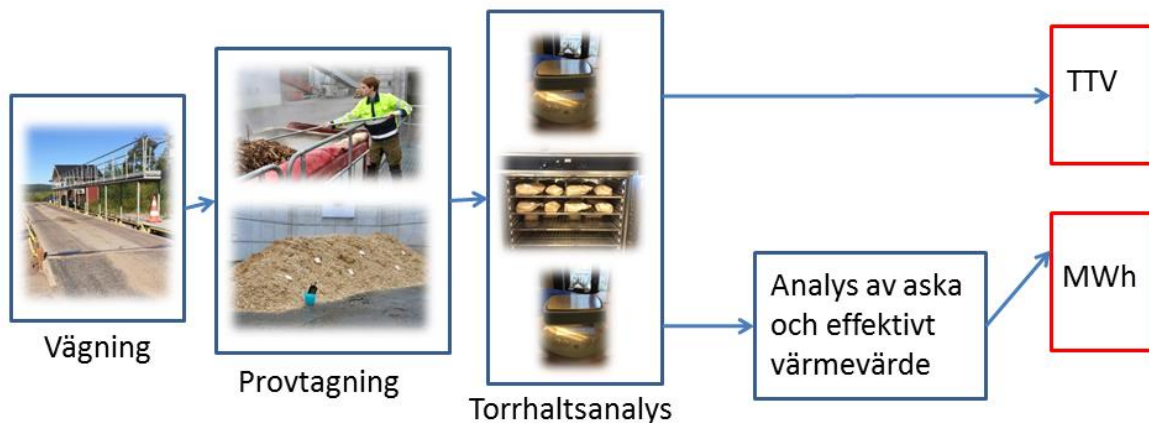 Vägning
Provtagning
Torrhaltsanalys
Analys av aska
och effektivt
värmevärde
TTV
MWh